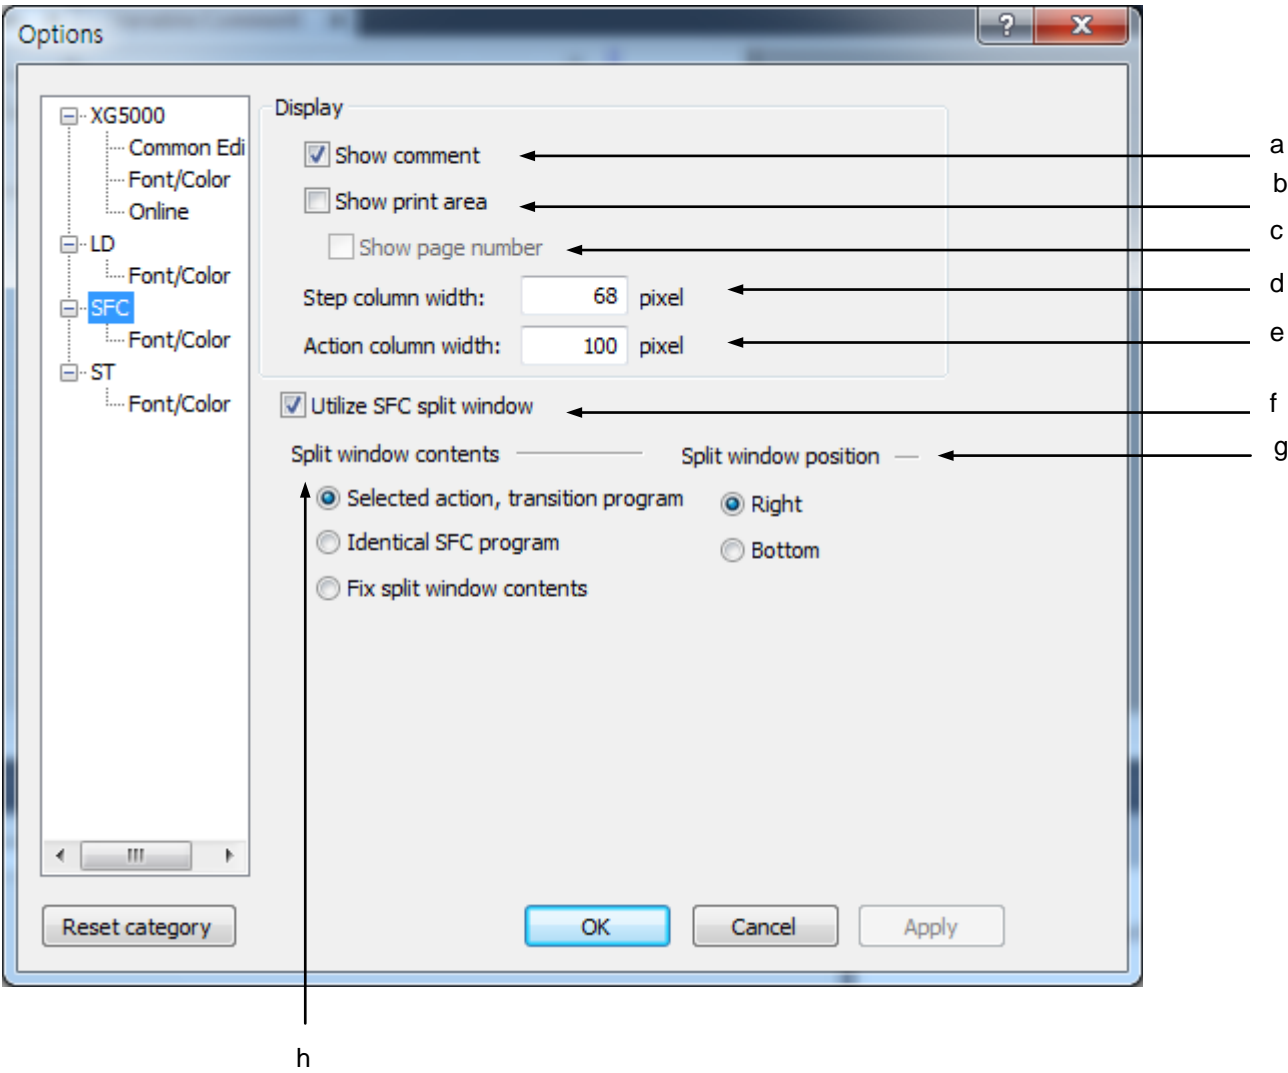 Options
?
X
XG5000
Common Edi
Font/Color
Online
LD
Font/Color
SFC
Font/Color
ST
Font/Color
Display
Show comment
a
Show print area
b
Show page number
c
Step column width: 68 pixel
d
Action column width: 100 pixel
e
Utilize SFC split window
f
Split window contents
Split window position
g
Selected action, transition program
Identical SFC program
Fix split window contents
Right
Bottom
Reset category
OK
Cancel
Apply
h